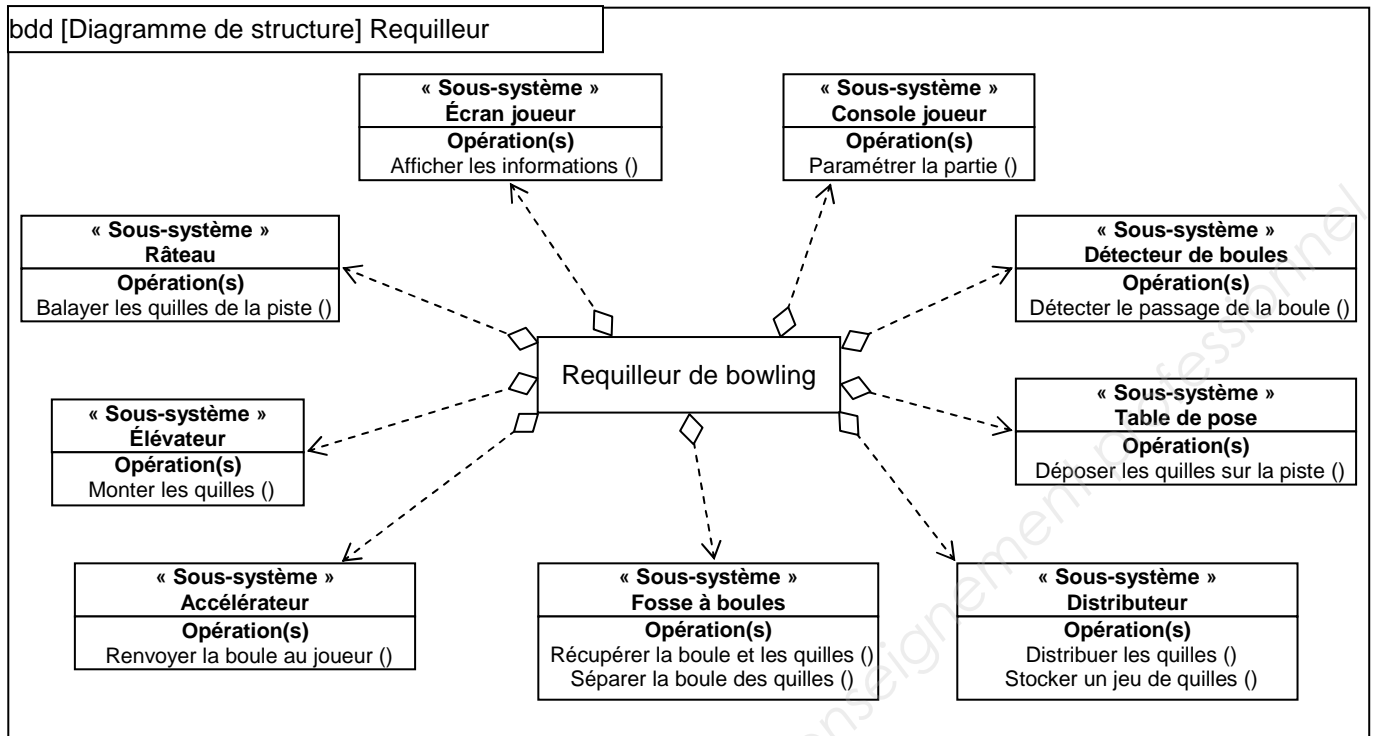 bdd [Diagramme de structure] Requilleur
« Sous-système »
Écran joueur
Opération(s)
Afficher les informations ()
« Sous-système »
Console joueur
Opération(s)
Paramétrer la partie ()
« Sous-système »
Râteau
Opération(s)
Balayer les quilles de la piste ()
« Sous-système »
Détecteur de boules
Opération(s)
Détecter le passage de la boule ()
Requilleur de bowling
« Sous-système »
Élévateur
Opération(s)
Monter les quilles ()
« Sous-système »
Table de pose
Opération(s)
Déposer les quilles sur la piste ()
« Sous-système »
Accélérateur
Opération(s)
Renvoyer la boule au joueur ()
« Sous-système »
Fosse à boules
Opération(s)
Récupérer la boule et les quilles ()
Séparer la boule des quilles ()
« Sous-système »
Distributeur
Opération(s)
Distribuer les quilles ()
Stocker un jeu de quilles ()
enseignement professionnel